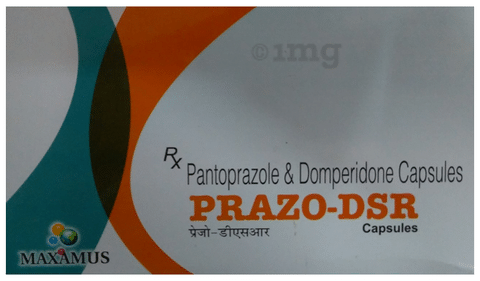 ©1mg
Rx Pantoprazole & Domperidone Capsules
PRAZO-DSR
प्रेजो-डीएसआर Capsules
MAXAMUS